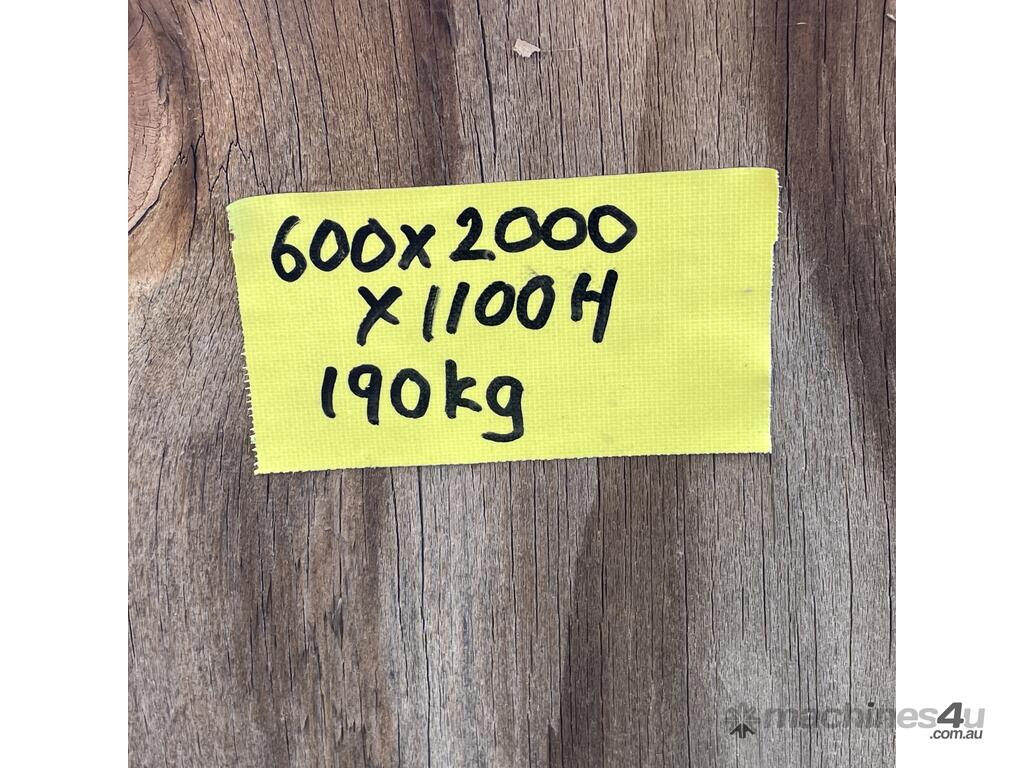 600x2000
x1100H
190kg
machines4u
.com.au